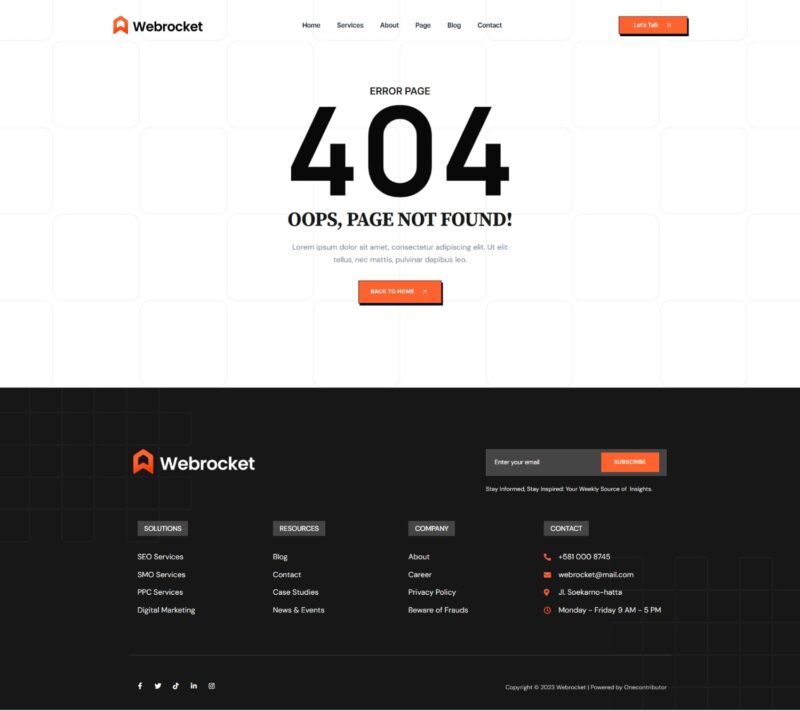 Webrocket
Home Services About Page Blog Contact
Let's Talk
ERROR PAGE
404
OOPS, PAGE NOT FOUND!
Lorem ipsum dolor sit amet, consectetur adipiscing elit. Ut elit
tellus, nec mattis, pulvinar dapibus leo.
BACK TO HOME
Webrocket
Enter your email
SUBSCRIBE
Stay Informed, Stay Inspired: Your Weekly Source of Insights.
SOLUTIONS
SEO Services
SMO Services
PPC Services
Digital Marketing
RESOURCES
Blog
Contact
Case Studies
News & Events
COMPANY
About
Career
Privacy Policy
Beware of Frauds
CONTACT
+581 000 8745
webrocket@mail.com
Jl. Soekarno-hatta
Monday - Friday 9 AM - 5 PM
Copyright © 2023 Webrocket | Powered by Onecontributor